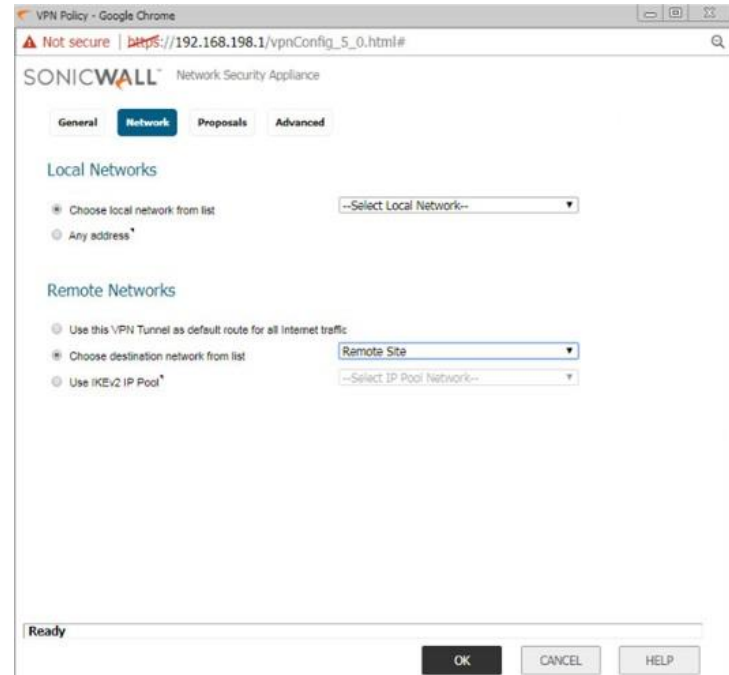 VPN Policy - Google Chrome
Not secure | https://192.168.198.1/vpnConfig_5_0.html#
SONICWALL Network Security Appliance
General Network Proposals Advanced
Local Networks
Choose local network from list --Select Local Network--
Any address
Remote Networks
Use this VPN Tunnel as default route for all Internet traffic
Choose destination network from list Remote Site
Use IKEv2 IP Pool --Select IP Pool Network--
Ready
OK CANCEL HELP